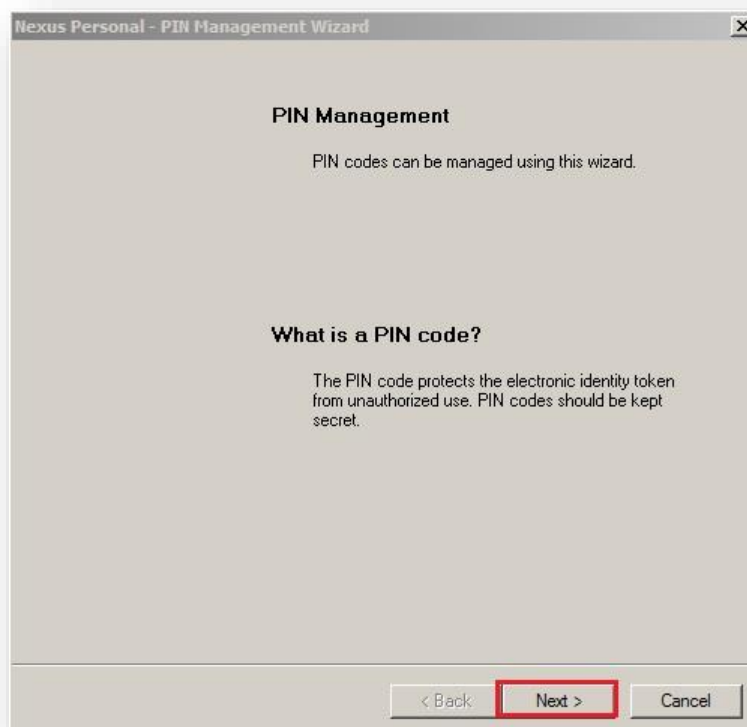 Nexus Personal - PIN Management Wizard
PIN Management
PIN codes can be managed using this wizard.
What is a PIN code?
The PIN code protects the electronic identity token
from unauthorized use. PIN codes should be kept
secret.
< Back Next > Cancel